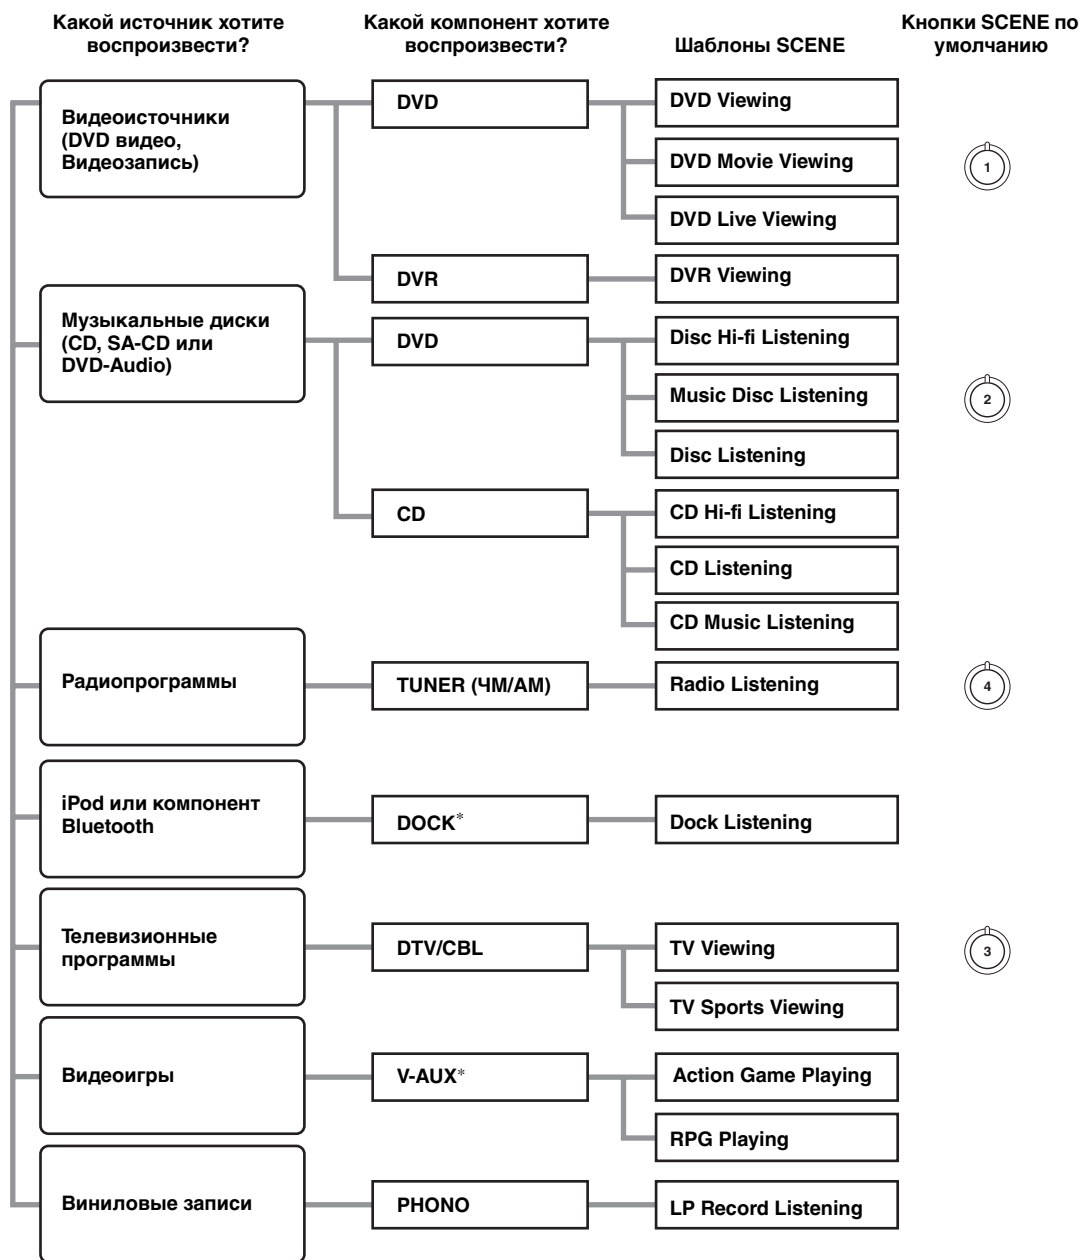 Какой источник хотите
воспроизвести?
Какой компонент хотите
воспроизвести?
Шаблоны SCENE
Кнопки SCENE по
умолчанию
Видеоисточники
(DVD видео,
Видеозапись)
DVD
DVD Viewing
DVD Movie Viewing
1
DVD Live Viewing
DVR
DVR Viewing
Музыкальные диски
(CD, SA-CD или
DVD-Audio)
DVD
Disc Hi-fi Listening
Music Disc Listening
2
Disc Listening
CD
CD Hi-fi Listening
CD Listening
CD Music Listening
Радиопрограммы
TUNER (ЧМ/AM)
Radio Listening
4
iPod или компонент
Bluetooth
DOCK*
Dock Listening
Телевизионные
программы
DTV/CBL
TV Viewing
3
TV Sports Viewing
Видеоигры
V-AUX*
Action Game Playing
RPG Playing
Виниловые записи
PHONO
LP Record Listening